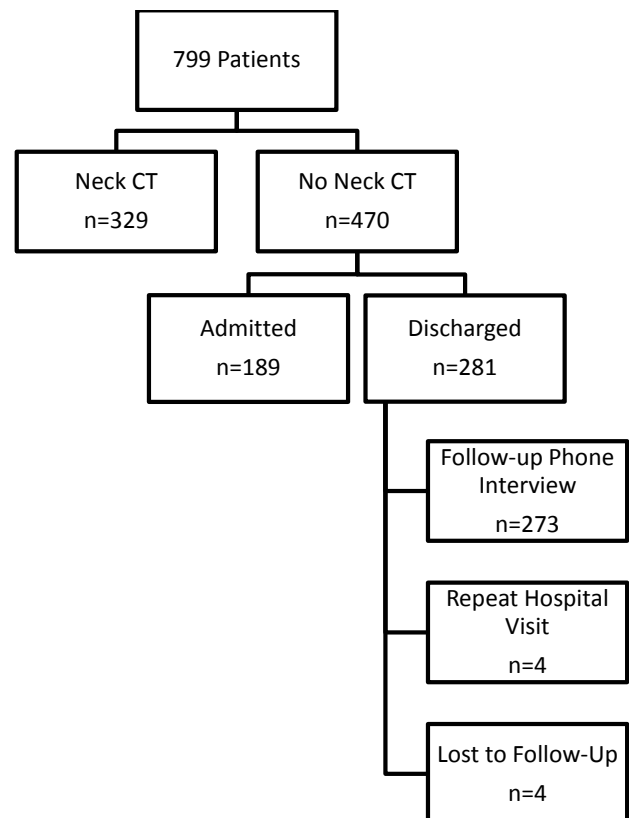 799 Patients
Neck CT
n=329
No Neck CT
n=470
Admitted
n=189
Discharged
n=281
Follow-up Phone
Interview
n=273
Repeat Hospital
Visit
n=4
Lost to Follow-Up
n=4